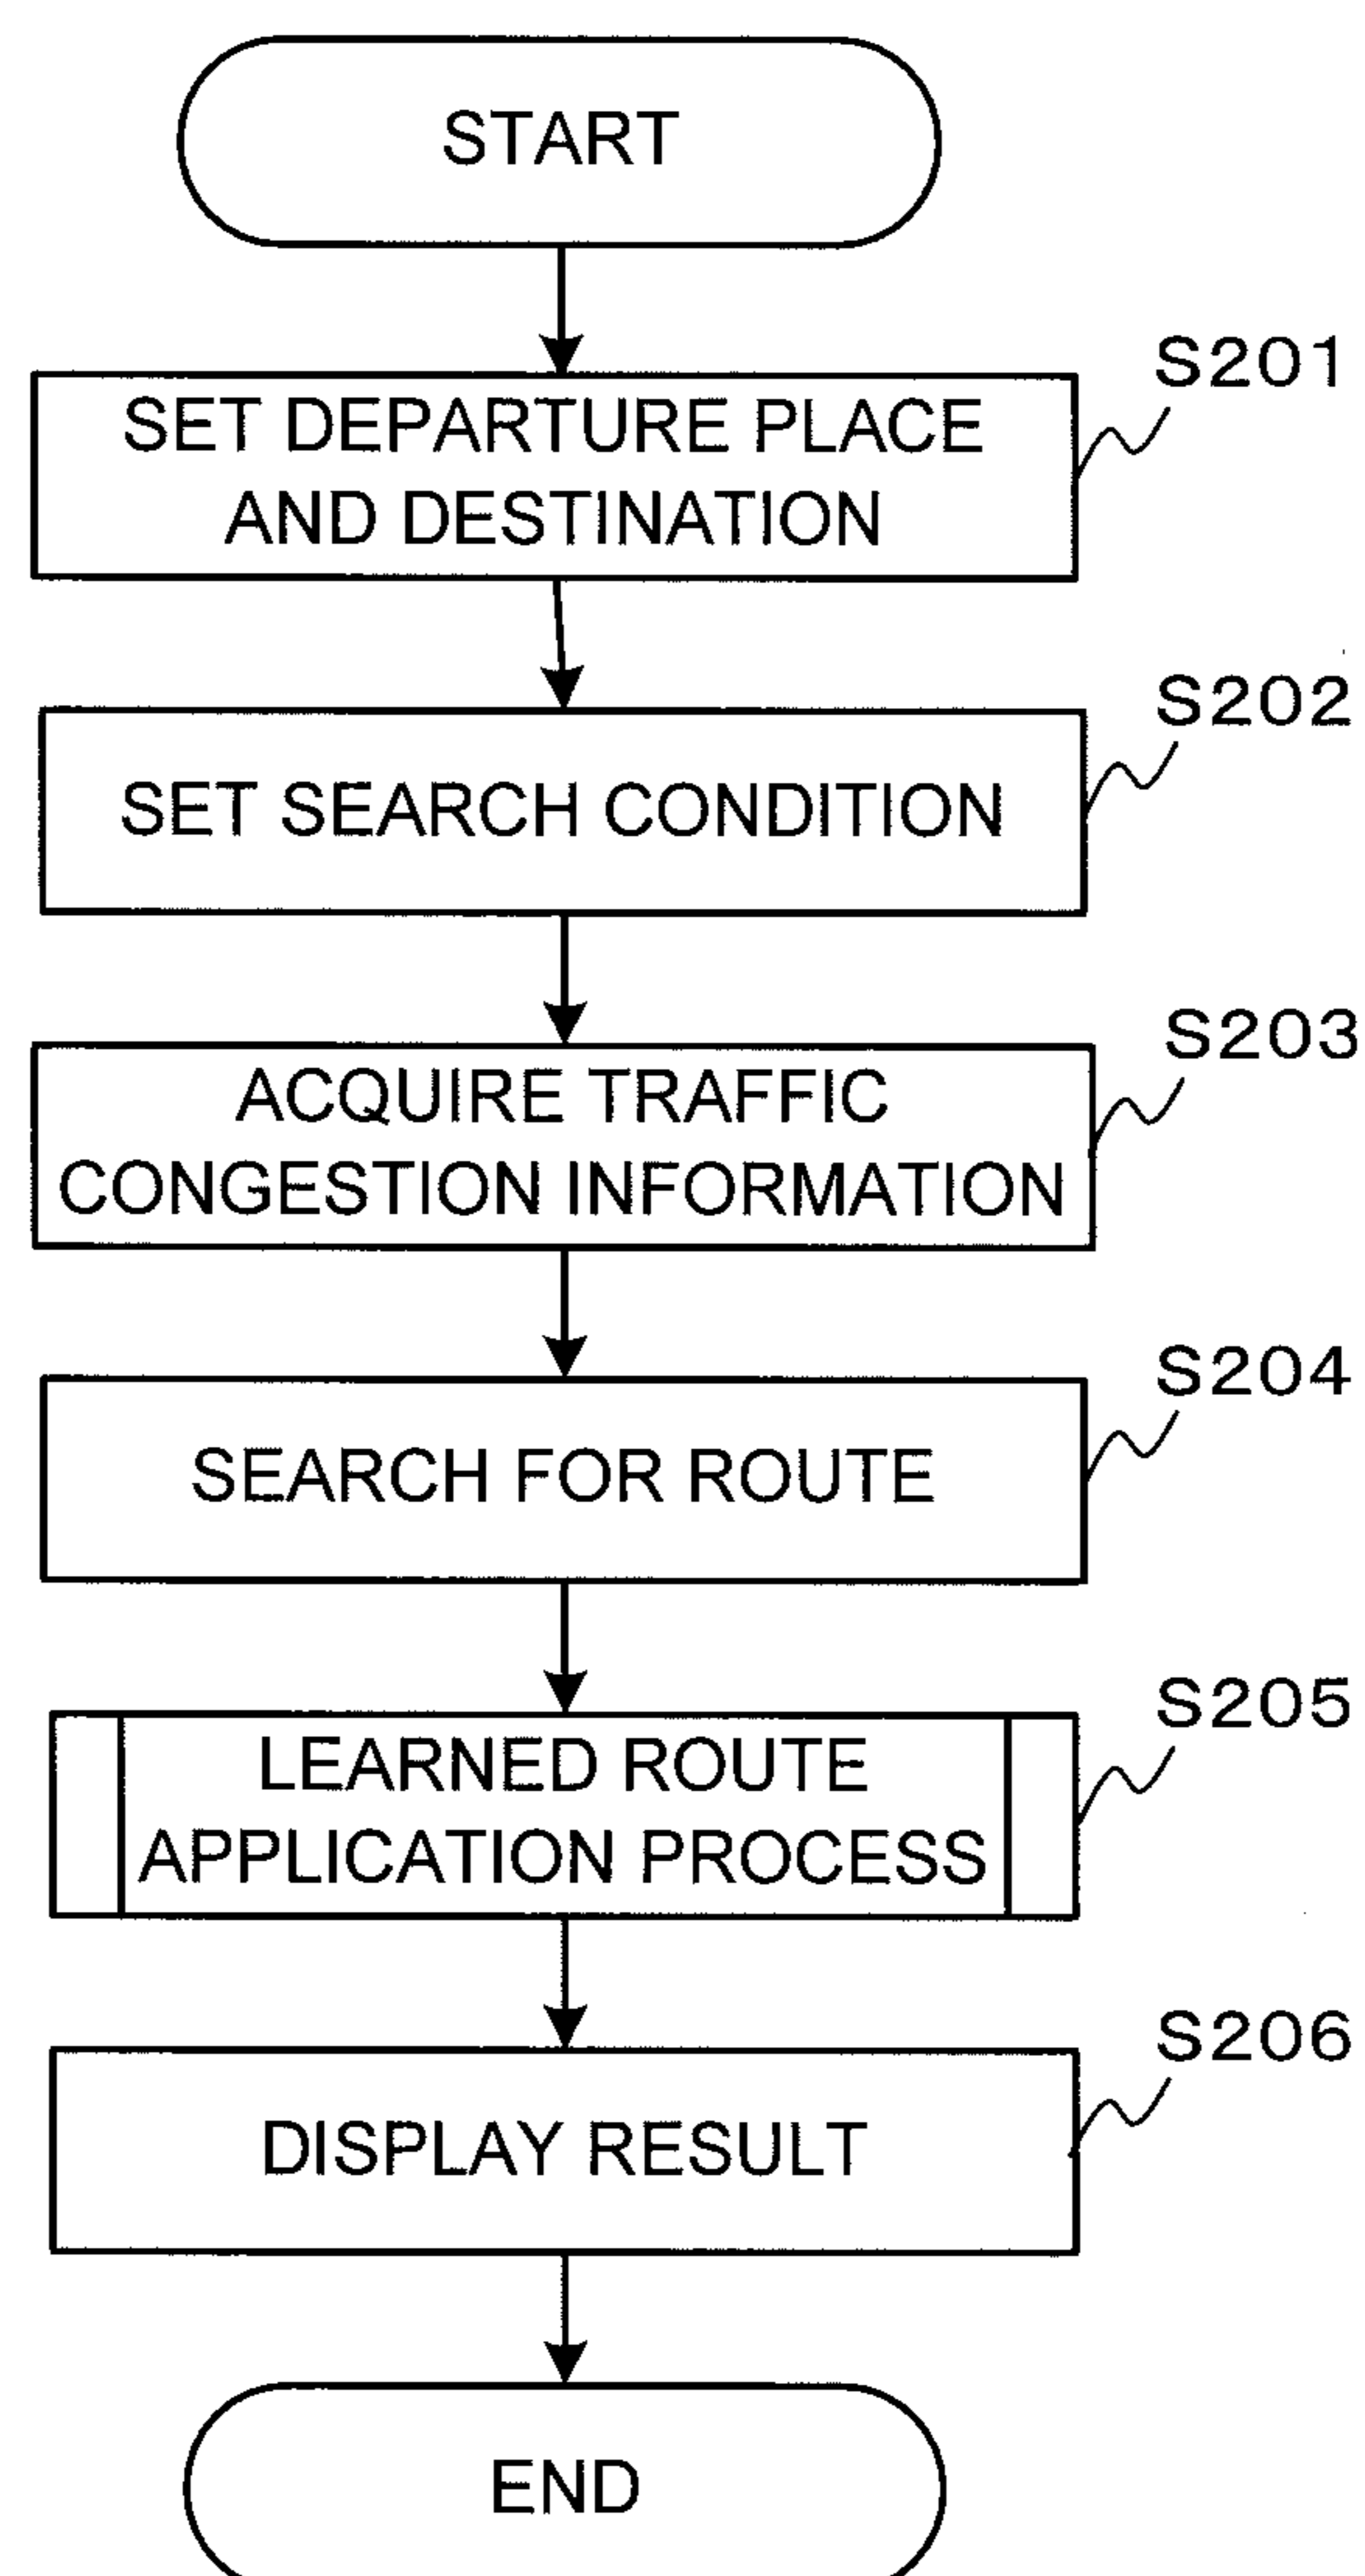 START
S201
SET DEPARTURE PLACE
AND DESTINATION
S202
SET SEARCH CONDITION
S203
ACQUIRE TRAFFIC
CONGESTION INFORMATION
S204
SEARCH FOR ROUTE
S205
LEARNED ROUTE
APPLICATION PROCESS
S206
DISPLAY RESULT
END